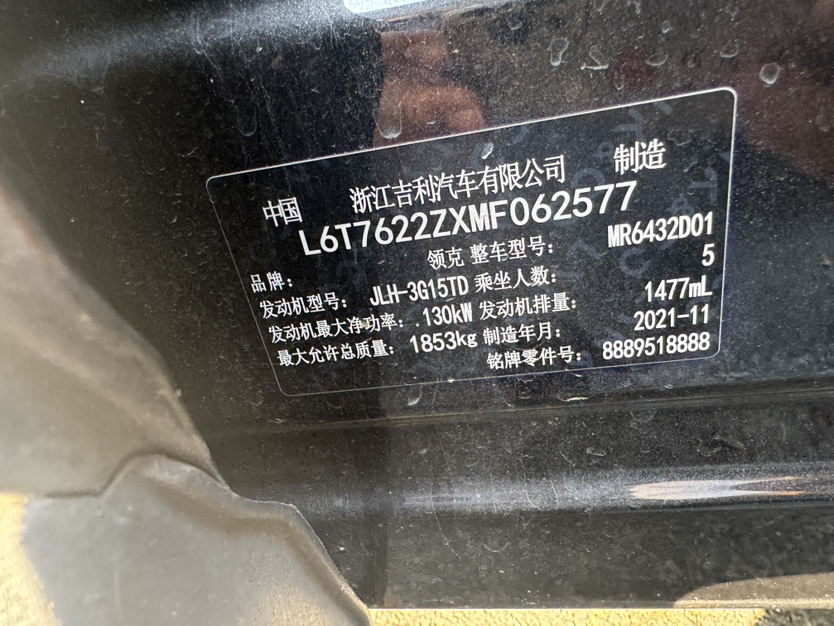 中国 浙江吉利汽车有限公司 制造
L6T7622ZXMF062577
品牌： 领克 整车型号： MR6432D01
发动机型号： JLH-3G15TD 乘坐人数： 5
发动机最大净功率： 130kW 发动机排量： 1477mL
最大允许总质量： 1853kg 制造年月： 2021-11
铭牌零件号： 8889518888